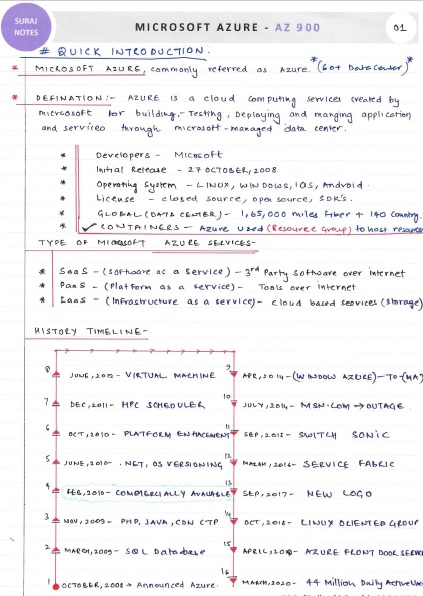 SURAJ
NOTES
MICROSOFT AZURE - AZ 900
01
# QUICK INTRODUCTION.
* MICROSOFT AZURE, commonly referred as Azure. *(60+ Data Center)*
* DEFINATION:- AZURE IS a cloud computing services created by
microsoft for building, Testing, Deploying and manging application
and services through microsoft-managed data center.
* Developers - Microsoft
* Initial Release - 27 OCTOBER, 2008
* Operating System - LINUX, WINDOWS, iOS, Android.
* License - closed source, open source, SDK's.
* GLOBAL (DATA CENTER) - 1,65,000 miles Fiber + 140 Country.
✓ CONTAINERS - Azure used (Resource Group) to host resources
TYPE OF Microsoft AZURE SERVICES-
* SaaS - (Software as a Service) - 3rd Party Software over internet
* PaaS - (Platform as a service) - Tools over internet
* IaaS - (Infrastructure as a service) - cloud based services (storage)
HISTORY TIMELINE-
8 JUNE, 2012 - VIRTUAL MACHINE
7 DEC, 2011 - HPC SCHEDULER
6 OCT, 2010 - PLATFORM ENHACEMENT
5 JUNE, 2010 - .NET, OS VERSIONING
4 FEB, 2010 - COMMERCIALLY AVAILABLE
3 NOV, 2009 - PHP, JAVA, CDN CTP
2 MARCH, 2009 - SQL Database
1 OCTOBER, 2008 → Announced Azure.
9 APR, 2014 - (WINDOW AZURE) - TO - (MA)
10 JULY, 2014 - MSN.COM → OUTAGE.
11 SEP, 2015 - SWITCH SONIC
12 MARCH, 2016 - SERVICE FABRIC
13 SEP, 2017 - NEW LOGO
14 OCT, 2018 - LINUX ORIENTED GROUP
15 APRIL, - AZURE FRONT DOOR SERVICE
16 MARCH, 2020 - 44 Million Daily Active